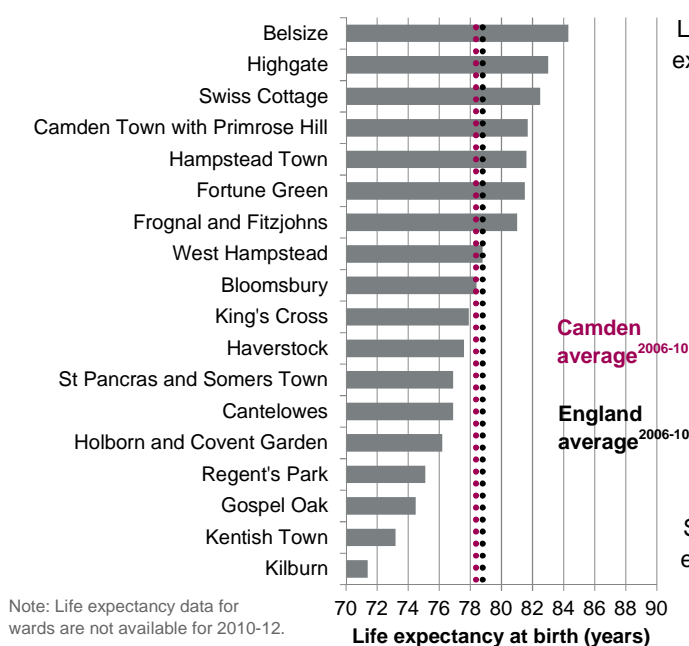 Belsize
Highgate
Swiss Cottage
Camden Town with Primrose Hill
Hampstead Town
Fortune Green
Frognal and Fitzjohns
West Hampstead
Bloomsbury
King's Cross
Haverstock
St Pancras and Somers Town
Cantelowes
Holborn and Covent Garden
Regent's Park
Gospel Oak
Kentish Town
Kilburn
Camden
average2006-10
England
average2006-10
70 72 74 76 78 80 82 84 86 88 90
Life expectancy at birth (years)
Note: Life expectancy data for
wards are not available for 2010-12.